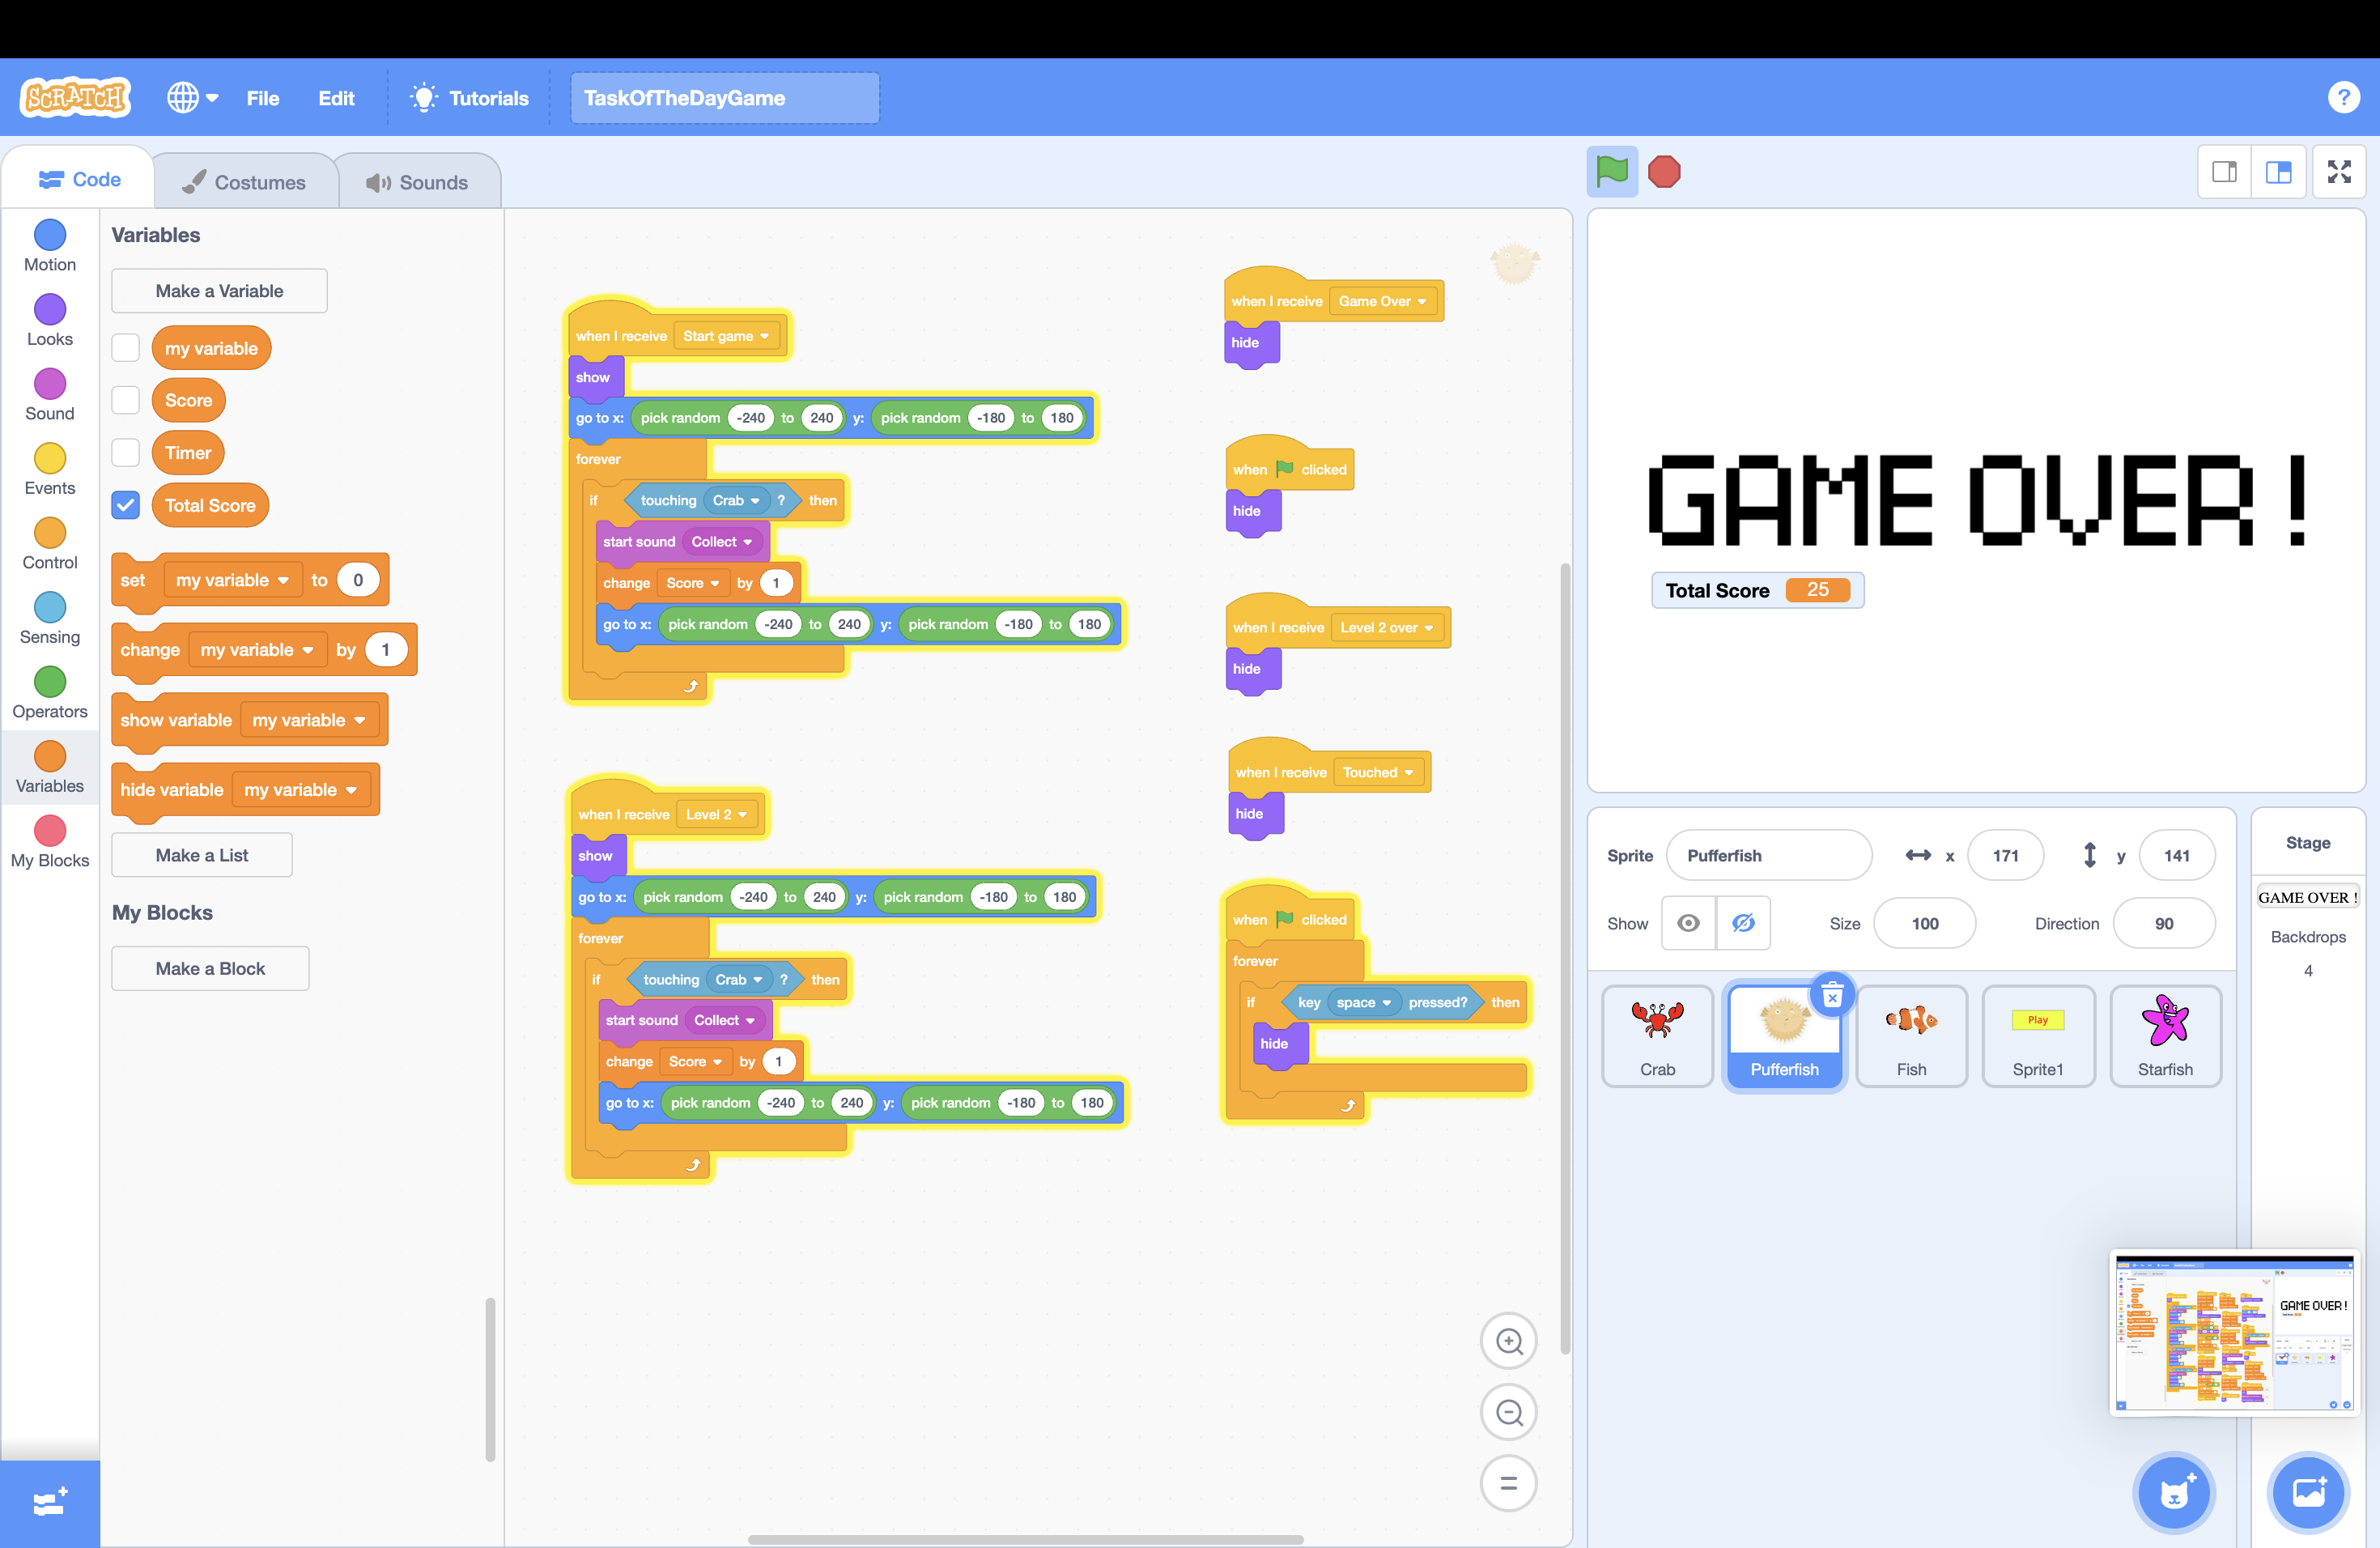 SCRATCH
File
Edit
Tutorials
TaskOfTheDayGame
?
Code
Costumes
Sounds
Motion
Looks
Sound
Events
Control
Sensing
Operators
Variables
My Blocks
Variables
Make a Variable
my variable
Score
Timer
Total Score
set my variable to 0
change my variable by 1
show variable my variable
hide variable my variable
Make a List
My Blocks
Make a Block
when I receive Start game
show
go to x: pick random -240 to 240 y: pick random -180 to 180
forever
if touching Crab ? then
start sound Collect
change Score by 1
go to x: pick random -240 to 240 y: pick random -180 to 180
when I receive Level 2
show
go to x: pick random -240 to 240 y: pick random -180 to 180
forever
if touching Crab ? then
start sound Collect
change Score by 1
go to x: pick random -240 to 240 y: pick random -180 to 180
when I receive Game Over
hide
when clicked
hide
when I receive Level 2 over
hide
when I receive Touched
hide
when clicked
forever
if key space pressed? then
hide
GAME OVER !
Total Score 25
Sprite Pufferfish x 171 y 141
Show Size 100 Direction 90
Crab
Pufferfish
Fish
Play
Sprite1
Starfish
Stage
GAME OVER !
Backdrops
4
GAME OVER !